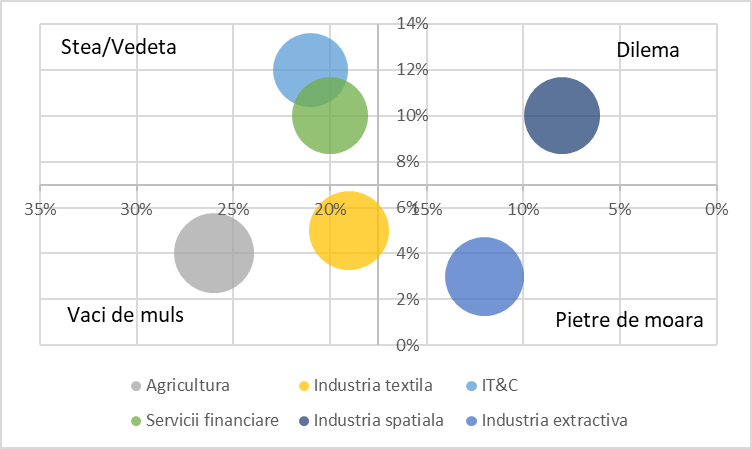 14%
Stea/Vedeta
Dilema
12%
10%
8%
6%
35%
30%
25%
20%
15%
10%
5%
0%
4%
Vaci de muls
2%
Pietre de moara
0%
Agricultura
Industria textila
IT&C
Servicii financiare
Industria spatiala
Industria extractiva